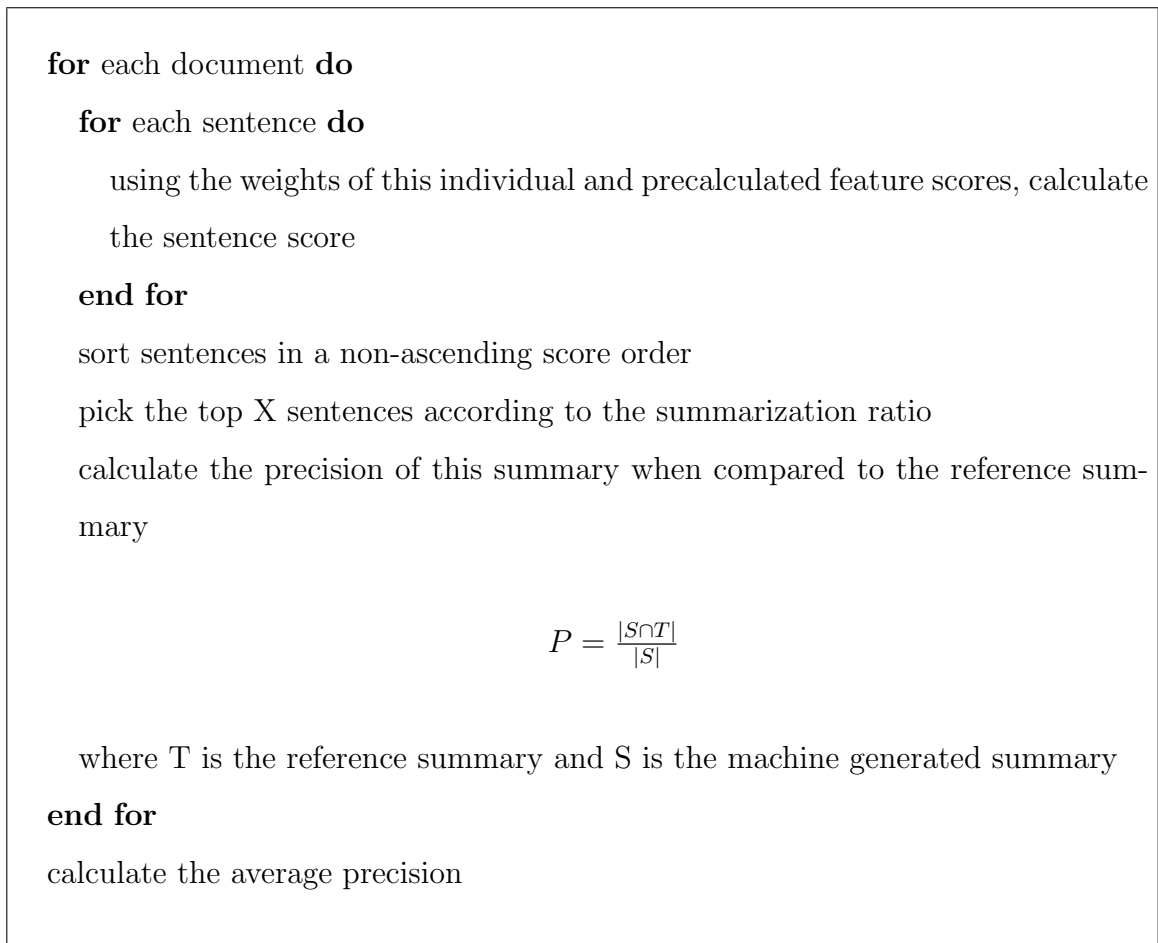 for each document do
for each sentence do
using the weights of this individual and precalculated feature scores, calculate
the sentence score
end for
sort sentences in a non-ascending score order
pick the top X sentences according to the summarization ratio
calculate the precision of this summary when compared to the reference sum-
mary
P = |S∩T| / |S|
where T is the reference summary and S is the machine generated summary
end for
calculate the average precision